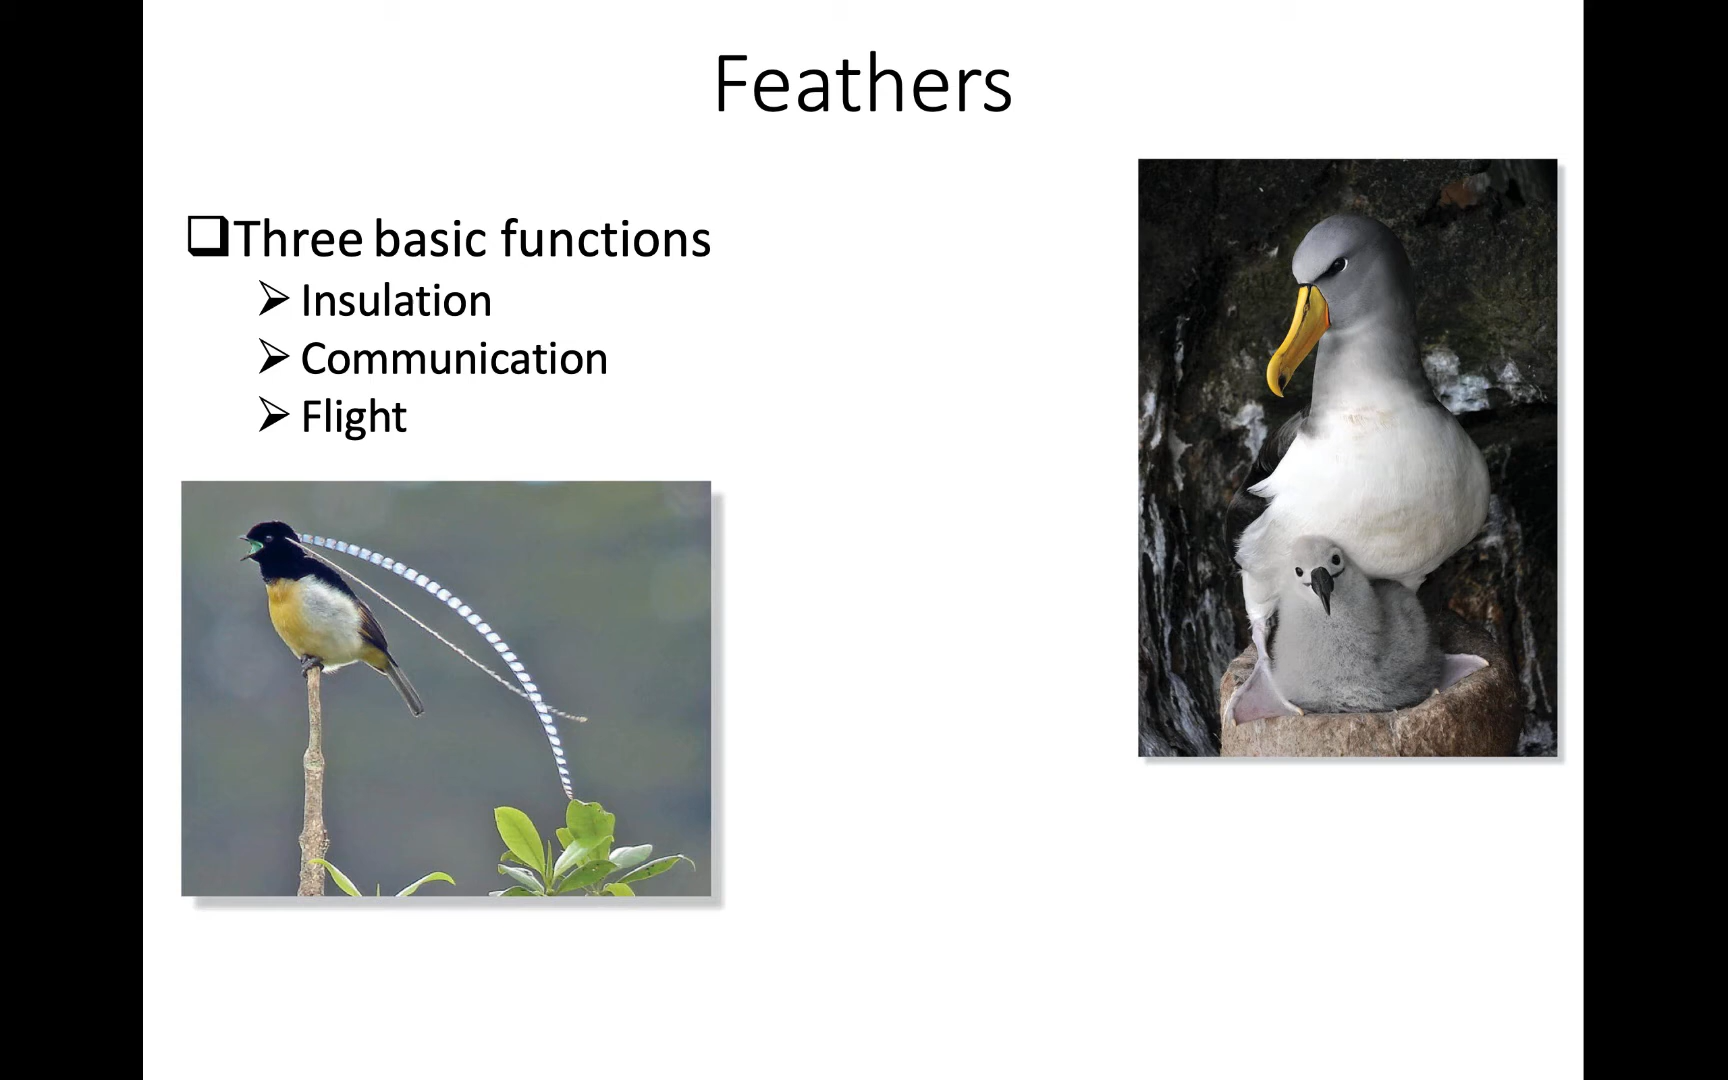 Feathers
Three basic functions
Insulation
Communication
Flight